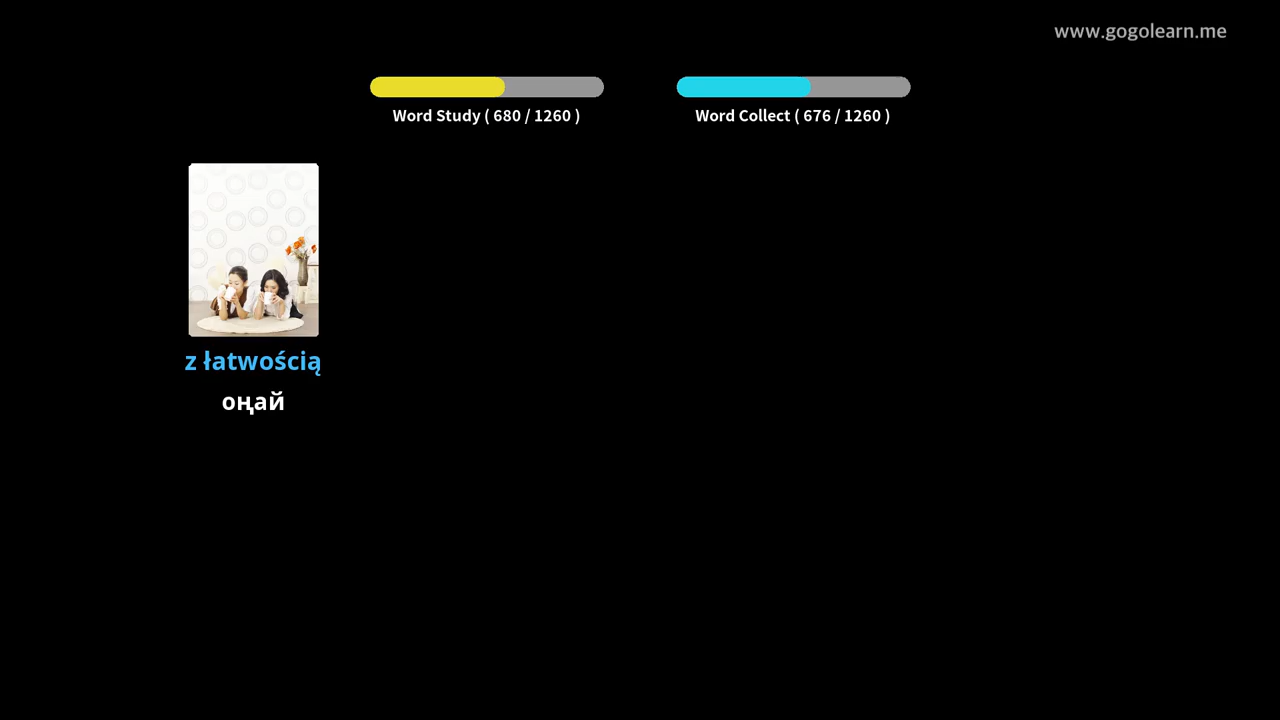 www.gogolearn.me
Word Study ( 680 / 1260 )
Word Collect ( 676 / 1260 )
z łatwością
оңай